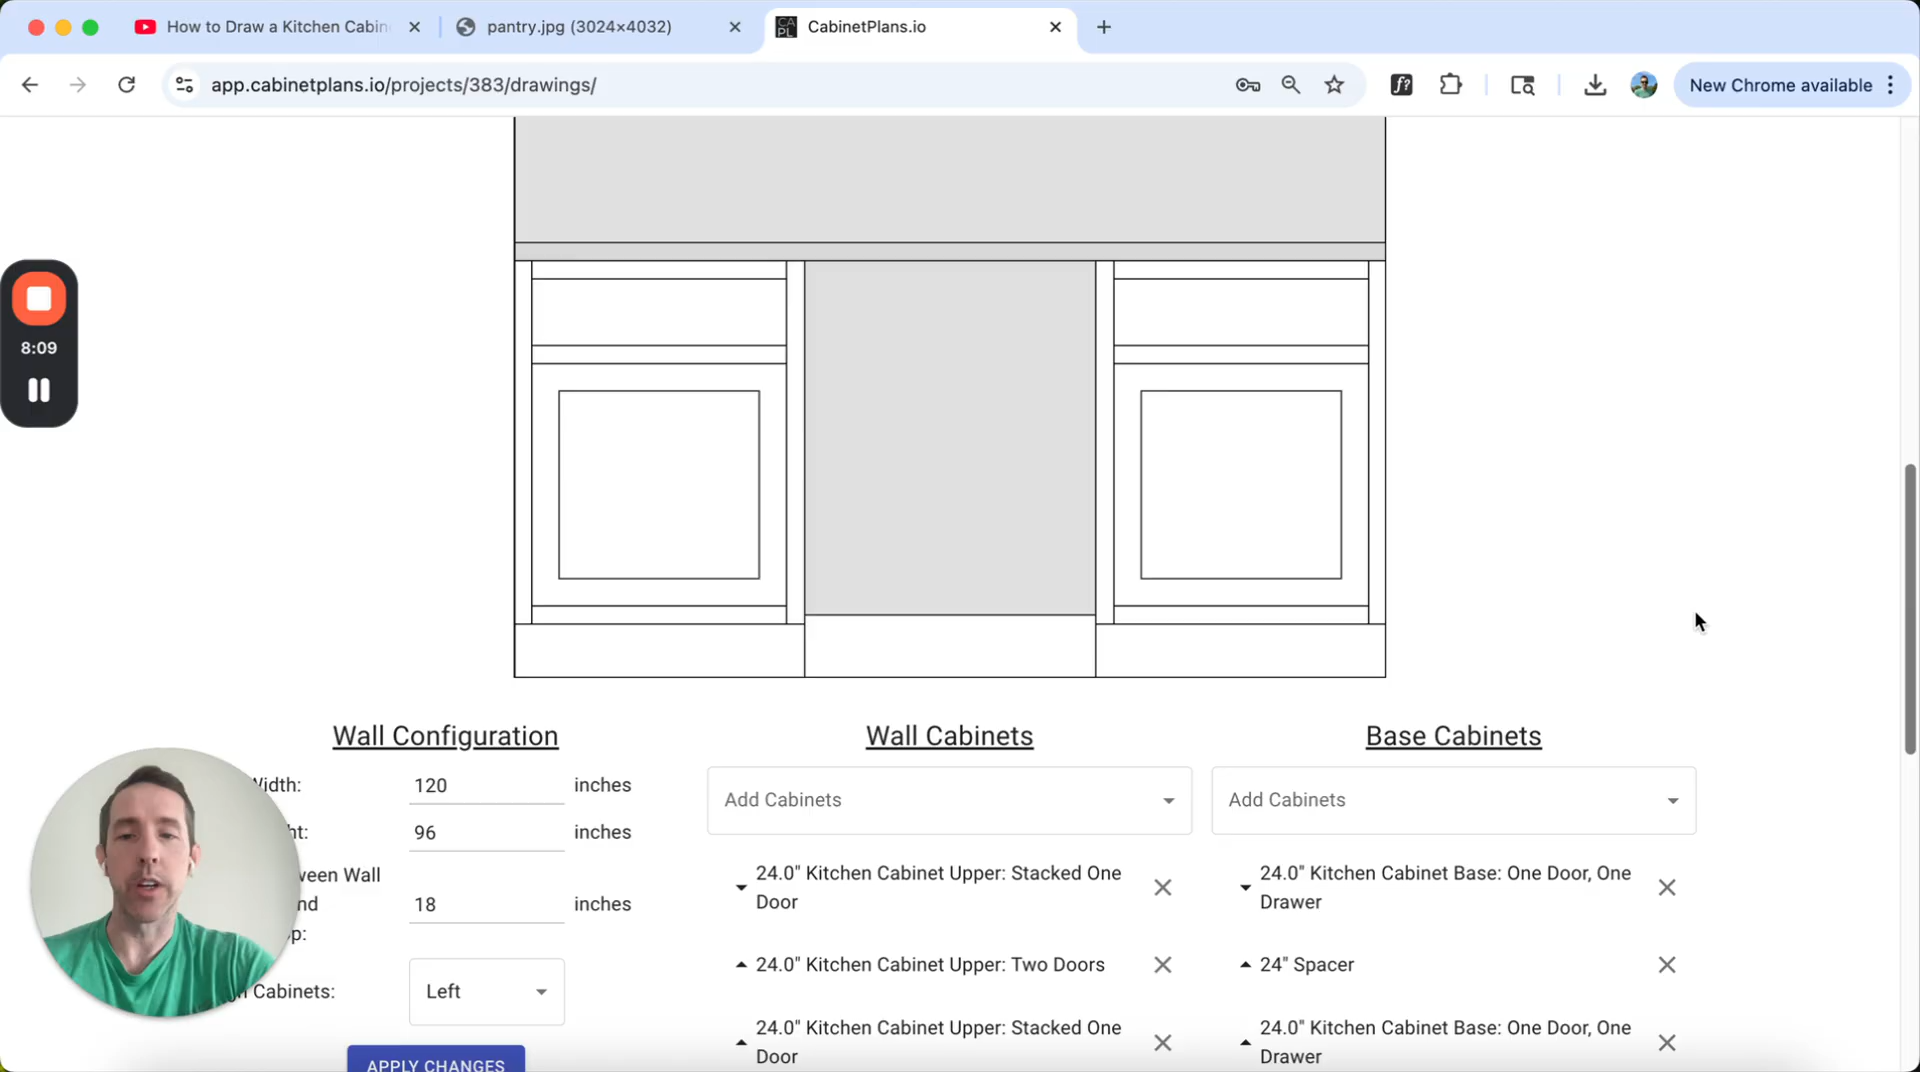 How to Draw a Kitchen Cabin
pantry.jpg (3024×4032)
CabinetPlans.io
app.cabinetplans.io/projects/383/drawings/
New Chrome available
8:09
Wall Configuration
Width: 120 inches
ht: 96 inches
ween Wall
nd 18 inches
op:
n Cabinets: Left
APPLY CHANGES
Wall Cabinets
Add Cabinets
24.0" Kitchen Cabinet Upper: Stacked One
Door
24.0" Kitchen Cabinet Upper: Two Doors
24.0" Kitchen Cabinet Upper: Stacked One
Door
Base Cabinets
Add Cabinets
24.0" Kitchen Cabinet Base: One Door, One
Drawer
24" Spacer
24.0" Kitchen Cabinet Base: One Door, One
Drawer